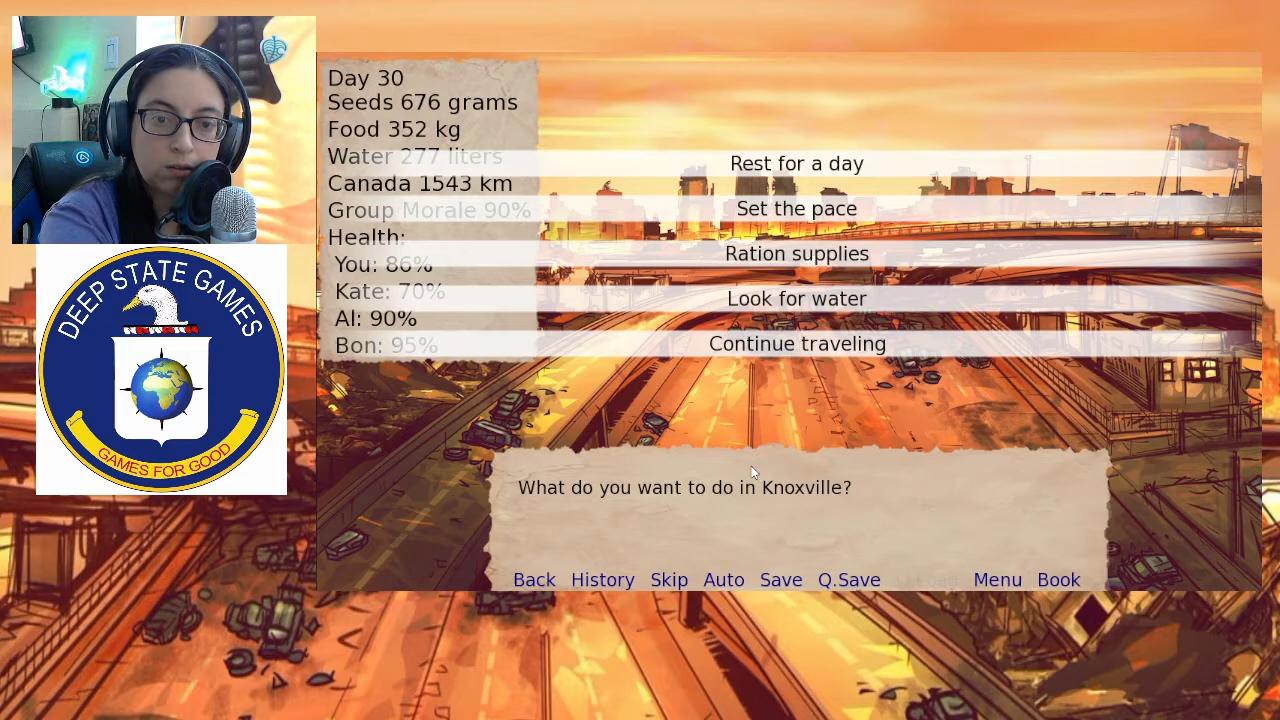 DEEP STATE GAMES
GAMES FOR GOOD
Day 30
Seeds 676 grams
Food 352 kg
Water 277 liters
Canada 1543 km
Group Morale 90%
Health:
You: 86%
Kate: 70%
Al: 90%
Bon: 95%
Rest for a day
Set the pace
Ration supplies
Look for water
Continue traveling
What do you want to do in Knoxville?
Back History Skip Auto Save Q.Save Menu Book